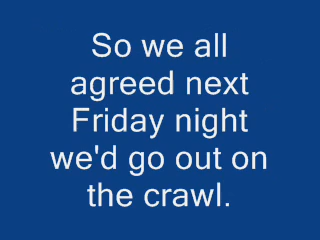 So we all
agreed next
Friday night
we'd go out on
the crawl.